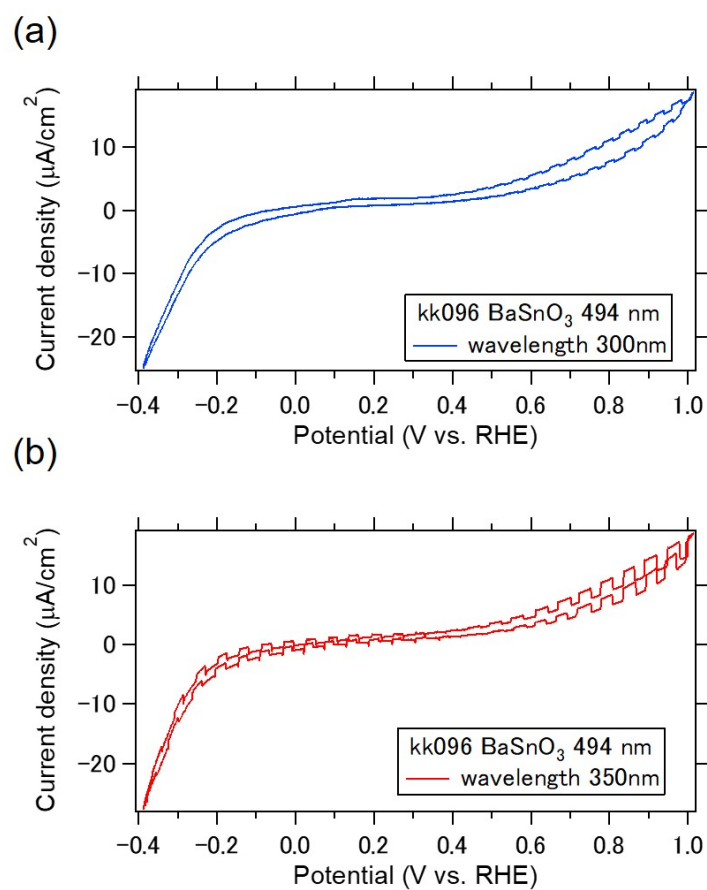 (a)
Current density (μA/cm²)
10
0
−10
−20
kk096 BaSnO₃ 494 nm
wavelength 300nm
−0.4 −0.2 0.0 0.2 0.4 0.6 0.8 1.0
Potential (V vs. RHE)
(b)
Current density (μA/cm²)
10
0
−10
−20
kk096 BaSnO₃ 494 nm
wavelength 350nm
−0.4 −0.2 0.0 0.2 0.4 0.6 0.8 1.0
Potential (V vs. RHE)